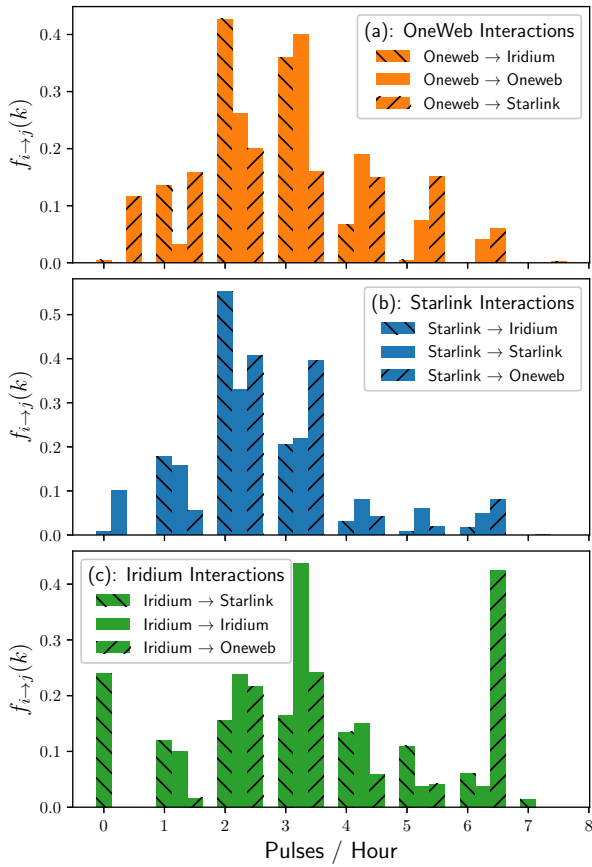 (a): OneWeb Interactions
Oneweb → Iridium
Oneweb → Oneweb
Oneweb → Starlink
f_{i→j}(k)
0.4
0.3
0.2
0.1
0.0
(b): Starlink Interactions
Starlink → Iridium
Starlink → Starlink
Starlink → Oneweb
f_{i→j}(k)
0.5
0.4
0.3
0.2
0.1
0.0
(c): Iridium Interactions
Iridium → Starlink
Iridium → Iridium
Iridium → Oneweb
f_{i→j}(k)
0.4
0.3
0.2
0.1
0.0
0 1 2 3 4 5 6 7 8
Pulses / Hour